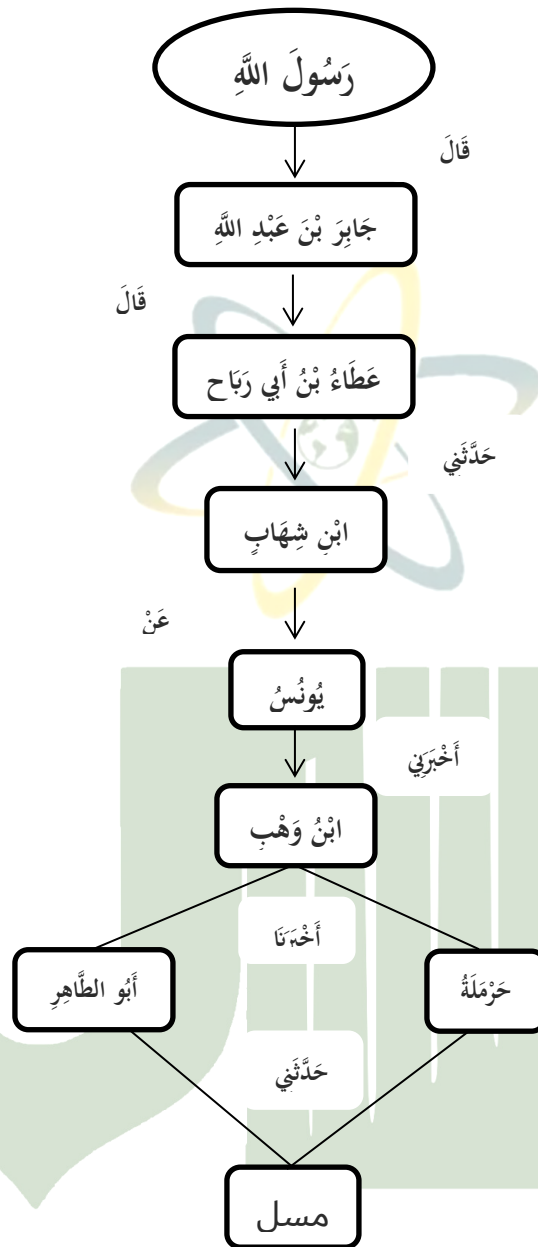 رَسُولَ اللَّهِ
قَالَ
جَابِرَ بْنَ عَبْدِ اللَّهِ
قَالَ
عَطَاءُ بْنُ أَبِي رَبَاح
حَدَّثَنِي
ابْنِ شِهَابٍ
عَنْ
يُونُسُ
أَخْبَرَنِي
ابْنُ وَهْبٍ
أَخْبَرَنَا
حَرْمَلَةُ
أَبُو الطَّاهِرِ
حَدَّثَنِي
مسل